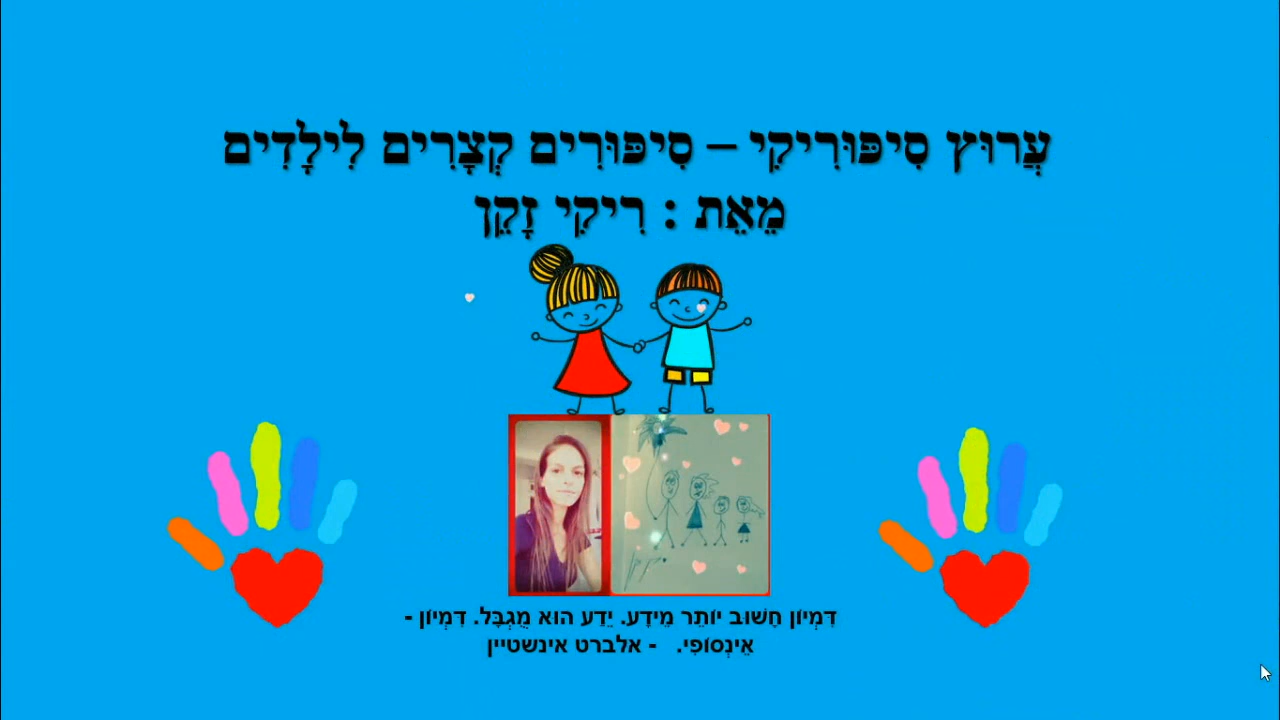 עֲרוּץ סִיפּוּרִיקִי – סִיפּוּרִים קְצָרִים לִילָדִים
מֵאֵת : רִיקִי זָקֵן
דִּמְיוֹן חָשׁוּב יוֹתֵר מֵידָע. יֵדַע הוּא מֻגְבָּל. דִּמְיוֹן -
אֵינְסוֹפִי. - אלברט אינשטיין